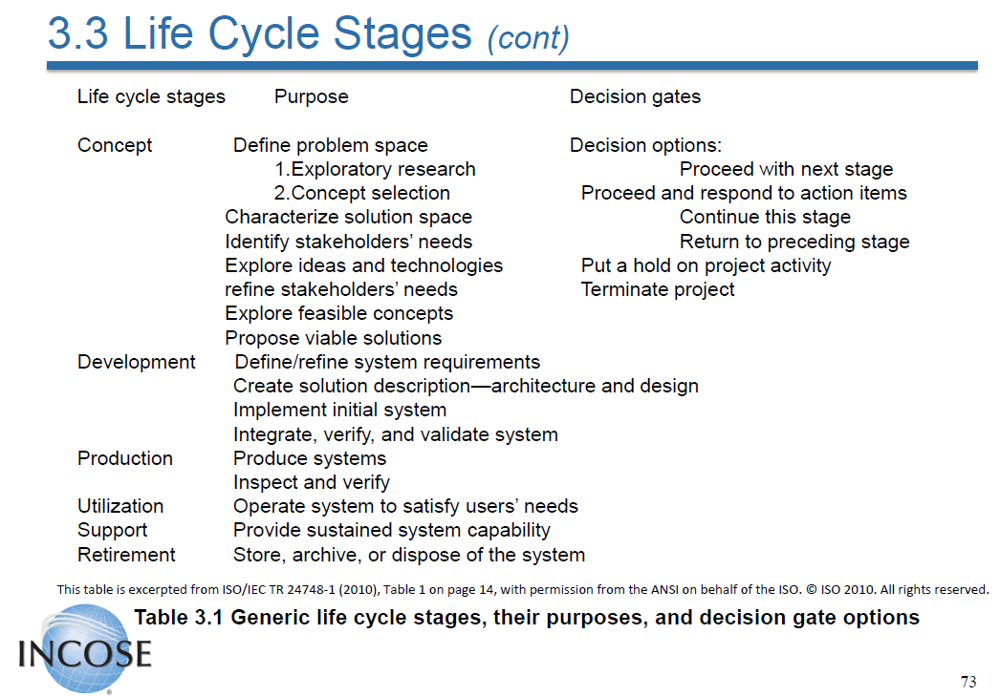 3.3 Life Cycle Stages (cont)
Life cycle stages Purpose Decision gates
Concept Define problem space Decision options:
1.Exploratory research Proceed with next stage
2.Concept selection Proceed and respond to action items
Characterize solution space Continue this stage
Identify stakeholders’ needs Return to preceding stage
Explore ideas and technologies Put a hold on project activity
refine stakeholders’ needs Terminate project
Explore feasible concepts
Propose viable solutions
Development Define/refine system requirements
Create solution description—architecture and design
Implement initial system
Integrate, verify, and validate system
Production Produce systems
Inspect and verify
Utilization Operate system to satisfy users’ needs
Support Provide sustained system capability
Retirement Store, archive, or dispose of the system
This table is excerpted from ISO/IEC TR 24748-1 (2010), Table 1 on page 14, with permission from the ANSI on behalf of the ISO. © ISO 2010. All rights reserved.
Table 3.1 Generic life cycle stages, their purposes, and decision gate options
INCOSE
®
73